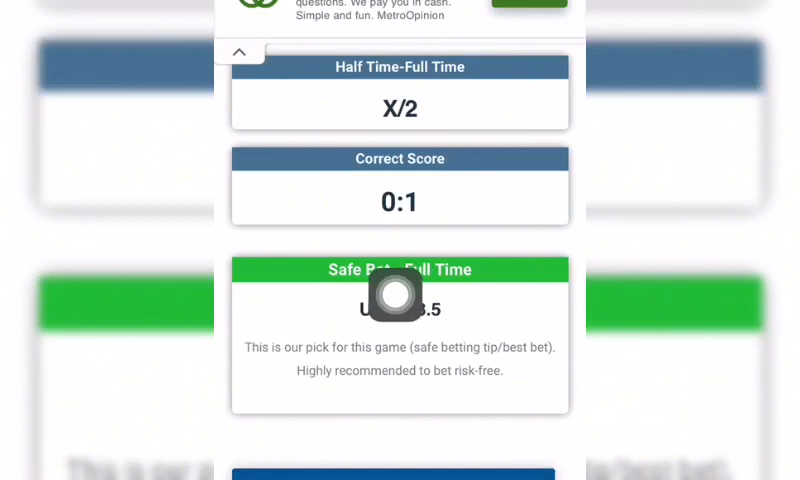 questions. We pay you in cash.
Simple and fun. MetroOpinion
Half Time-Full Time
X/2
Correct Score
0:1
Safe Full Time
This is our pick for this game (safe betting tip/best bet).
Highly recommended to bet risk-free.